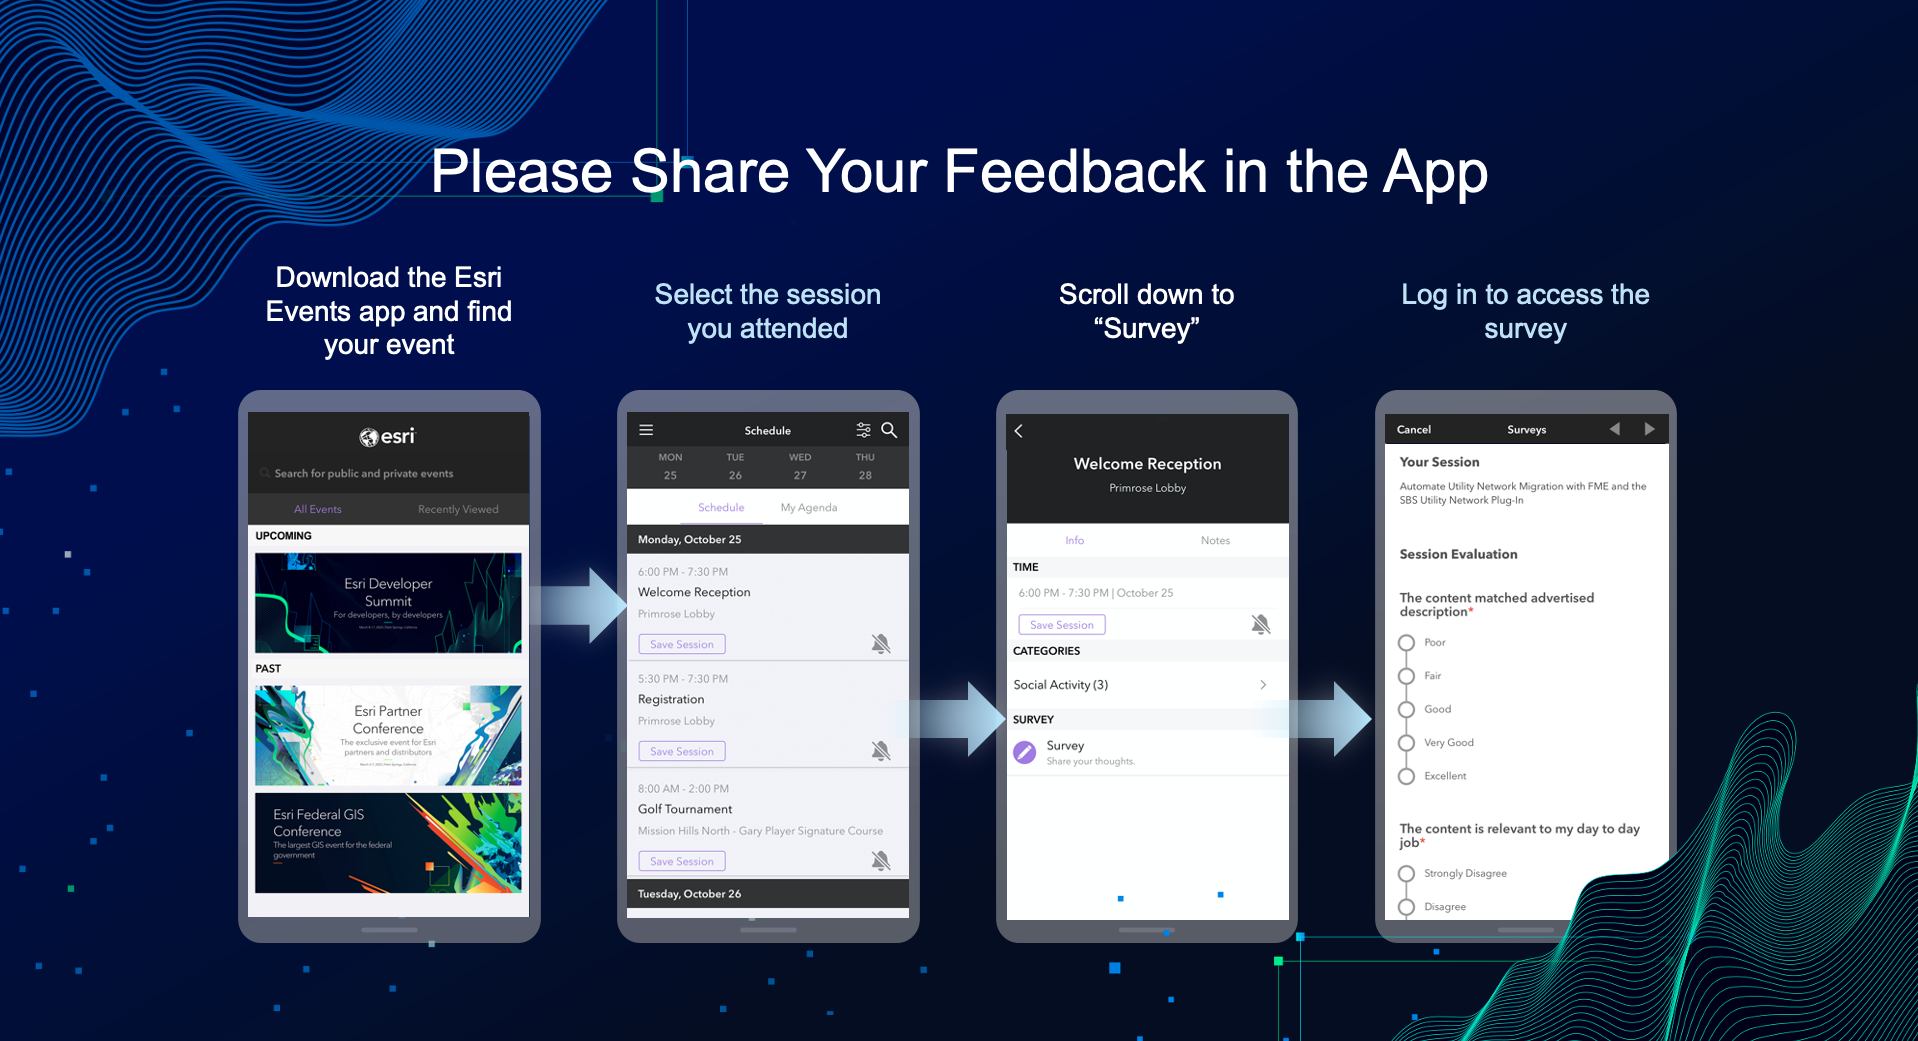 Please Share Your Feedback in the App
Download the Esri
Events app and find
your event
Select the session
you attended
Scroll down to
“Survey”
Log in to access the
survey
esri
Search for public and private events
All Events
Recently Viewed
UPCOMING
Esri Developer
Summit
For developers, by developers
PAST
Esri Partner
Conference
The exclusive event for Esri
partners and distributors
Esri Federal GIS
Conference
The largest GIS event for the federal
government
Schedule
MON TUE WED THU
25 26 27 28
Schedule
My Agenda
Monday, October 25
6:00 PM - 7:30 PM
Welcome Reception
Primrose Lobby
Save Session
5:30 PM - 7:30 PM
Registration
Primrose Lobby
Save Session
8:00 AM - 2:00 PM
Golf Tournament
Mission Hills North - Gary Player Signature Course
Save Session
Tuesday, October 26
Welcome Reception
Primrose Lobby
Info
Notes
TIME
6:00 PM - 7:30 PM | October 25
Save Session
CATEGORIES
Social Activity (3)
SURVEY
Survey
Share your thoughts.
Cancel
Surveys
Your Session
Automate Utility Network Migration with FME and the
SBS Utility Network Plug-In
Session Evaluation
The content matched advertised
description*
Poor
Fair
Good
Very Good
Excellent
The content is relevant to my day to day
job*
Strongly Disagree
Disagree